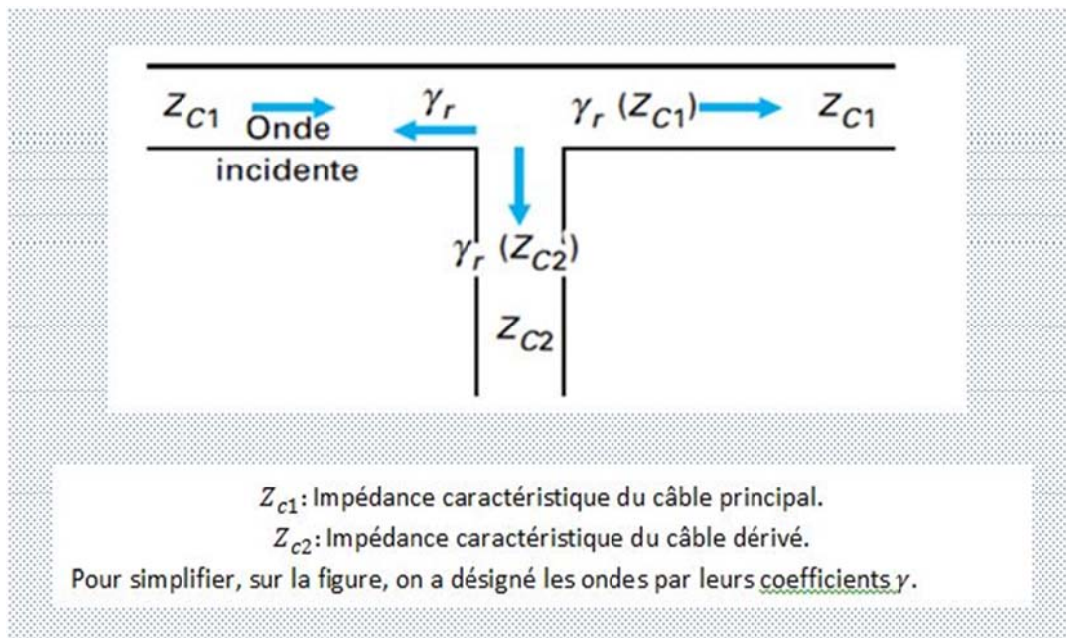 Z_C1 Onde γ_r γ_r (Z_C1) Z_C1
incidente
γ_r (Z_C2)
Z_C2
Z_c1: Impédance caractéristique du câble principal.
Z_c2: Impédance caractéristique du câble dérivé.
Pour simplifier, sur la figure, on a désigné les ondes par leurs coefficients γ.